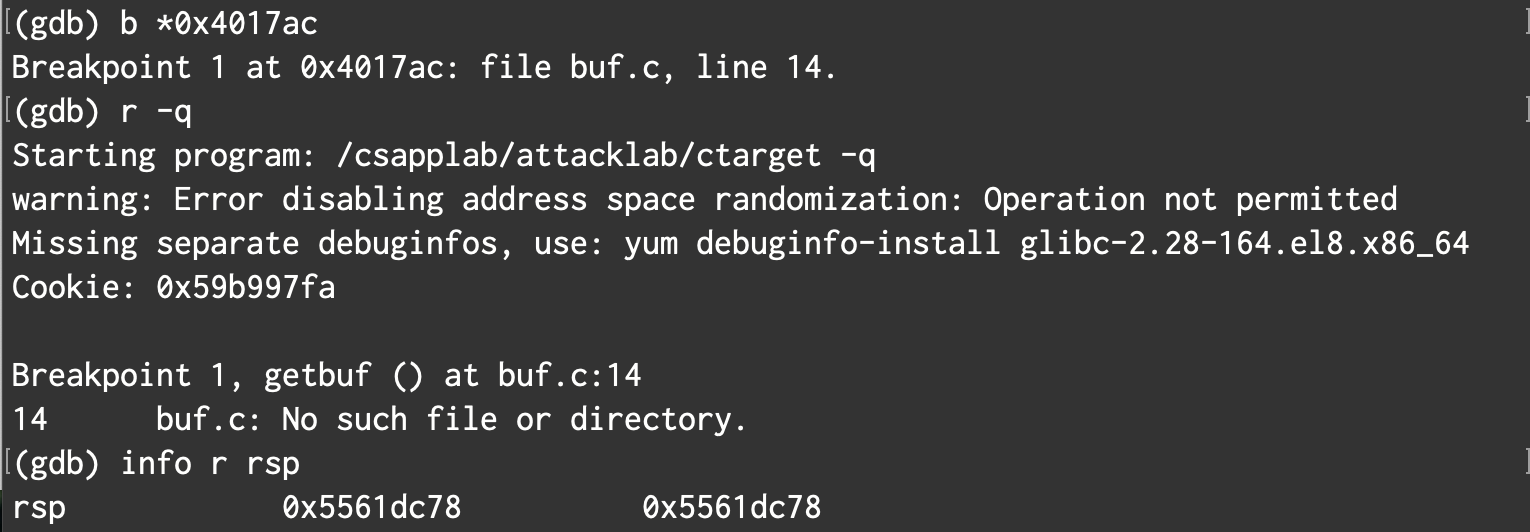 (gdb) b *0x4017ac
Breakpoint 1 at 0x4017ac: file buf.c, line 14.
(gdb) r -q
Starting program: /csapplab/attacklab/ctarget -q
warning: Error disabling address space randomization: Operation not permitted
Missing separate debuginfos, use: yum debuginfo-install glibc-2.28-164.el8.x86_64
Cookie: 0x59b997fa

Breakpoint 1, getbuf () at buf.c:14
14      buf.c: No such file or directory.
(gdb) info r rsp
rsp            0x5561dc78          0x5561dc78